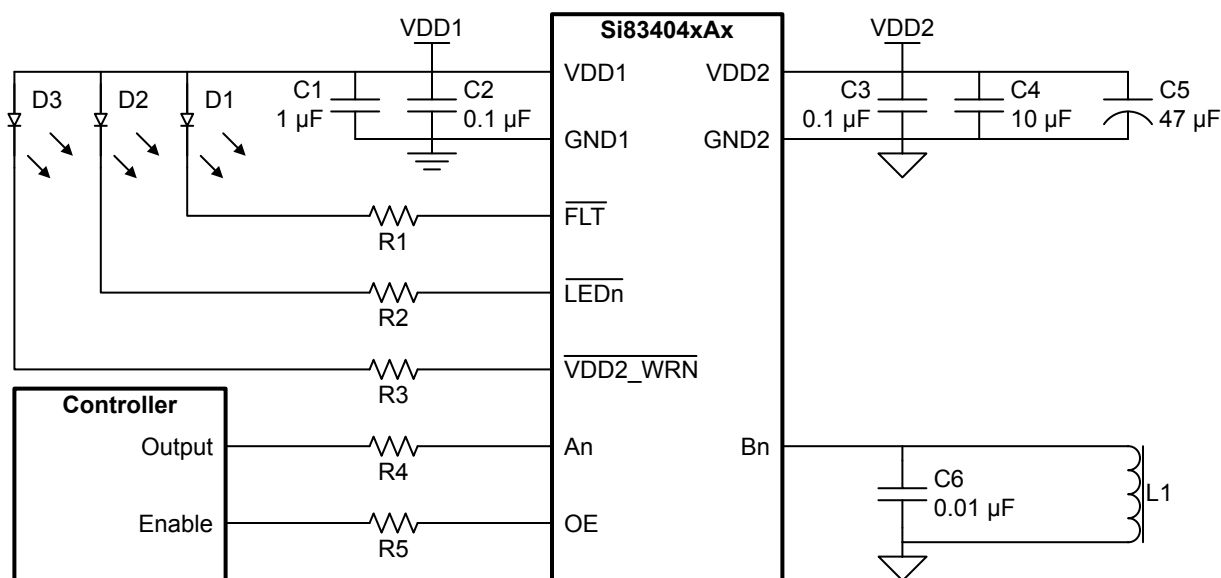 Si83404xAx
VDD1
VDD2
VDD1
VDD2
GND1
GND2
FLT
LEDn
VDD2_WRN
An
OE
Bn
D3
D2
D1
C1
1 µF
C2
0.1 µF
C3
0.1 µF
C4
10 µF
C5
47 µF
R1
R2
R3
Controller
Output
Enable
R4
R5
C6
0.01 µF
L1